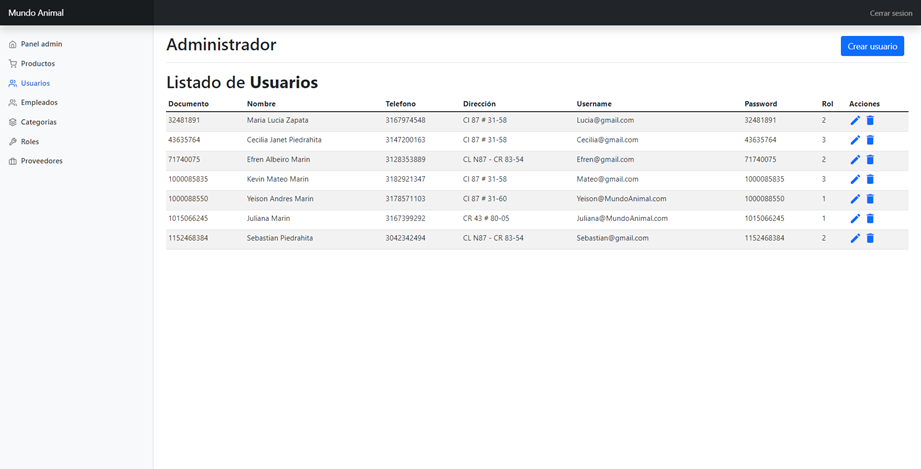 Mundo Animal
Cerrar sesion
Panel admin
Productos
Usuarios
Empleados
Categorias
Roles
Proveedores
Administrador
Crear usuario
Listado de Usuarios
Documento Nombre Telefono Dirección Username Password Rol Acciones
32481891 Maria Lucia Zapata 3167974548 Cl 87 # 31-58 Lucia@gmail.com 32481891 2
43635764 Cecilia Janet Piedrahita 3147200163 Cl 87 # 31-58 Cecilia@gmail.com 43635764 3
71740075 Efren Albeiro Marin 3128353889 CL N87 - CR 83-54 Efren@gmail.com 71740075 2
1000085835 Kevin Mateo Marin 3182921347 Cl 87 # 31-58 Mateo@gmail.com 1000085835 3
1000088550 Yeison Andres Marin 3178571103 Cl 87 # 31-60 Yeison@MundoAnimal.com 1000088550 1
1015066245 Juliana Marin 3167399292 CR 43 # 80-05 Juliana@MundoAnimal.com 1015066245 1
1152468384 Sebastian Piedrahita 3042342494 CL N87 - CR 83-54 Sebastian@gmail.com 1152468384 2